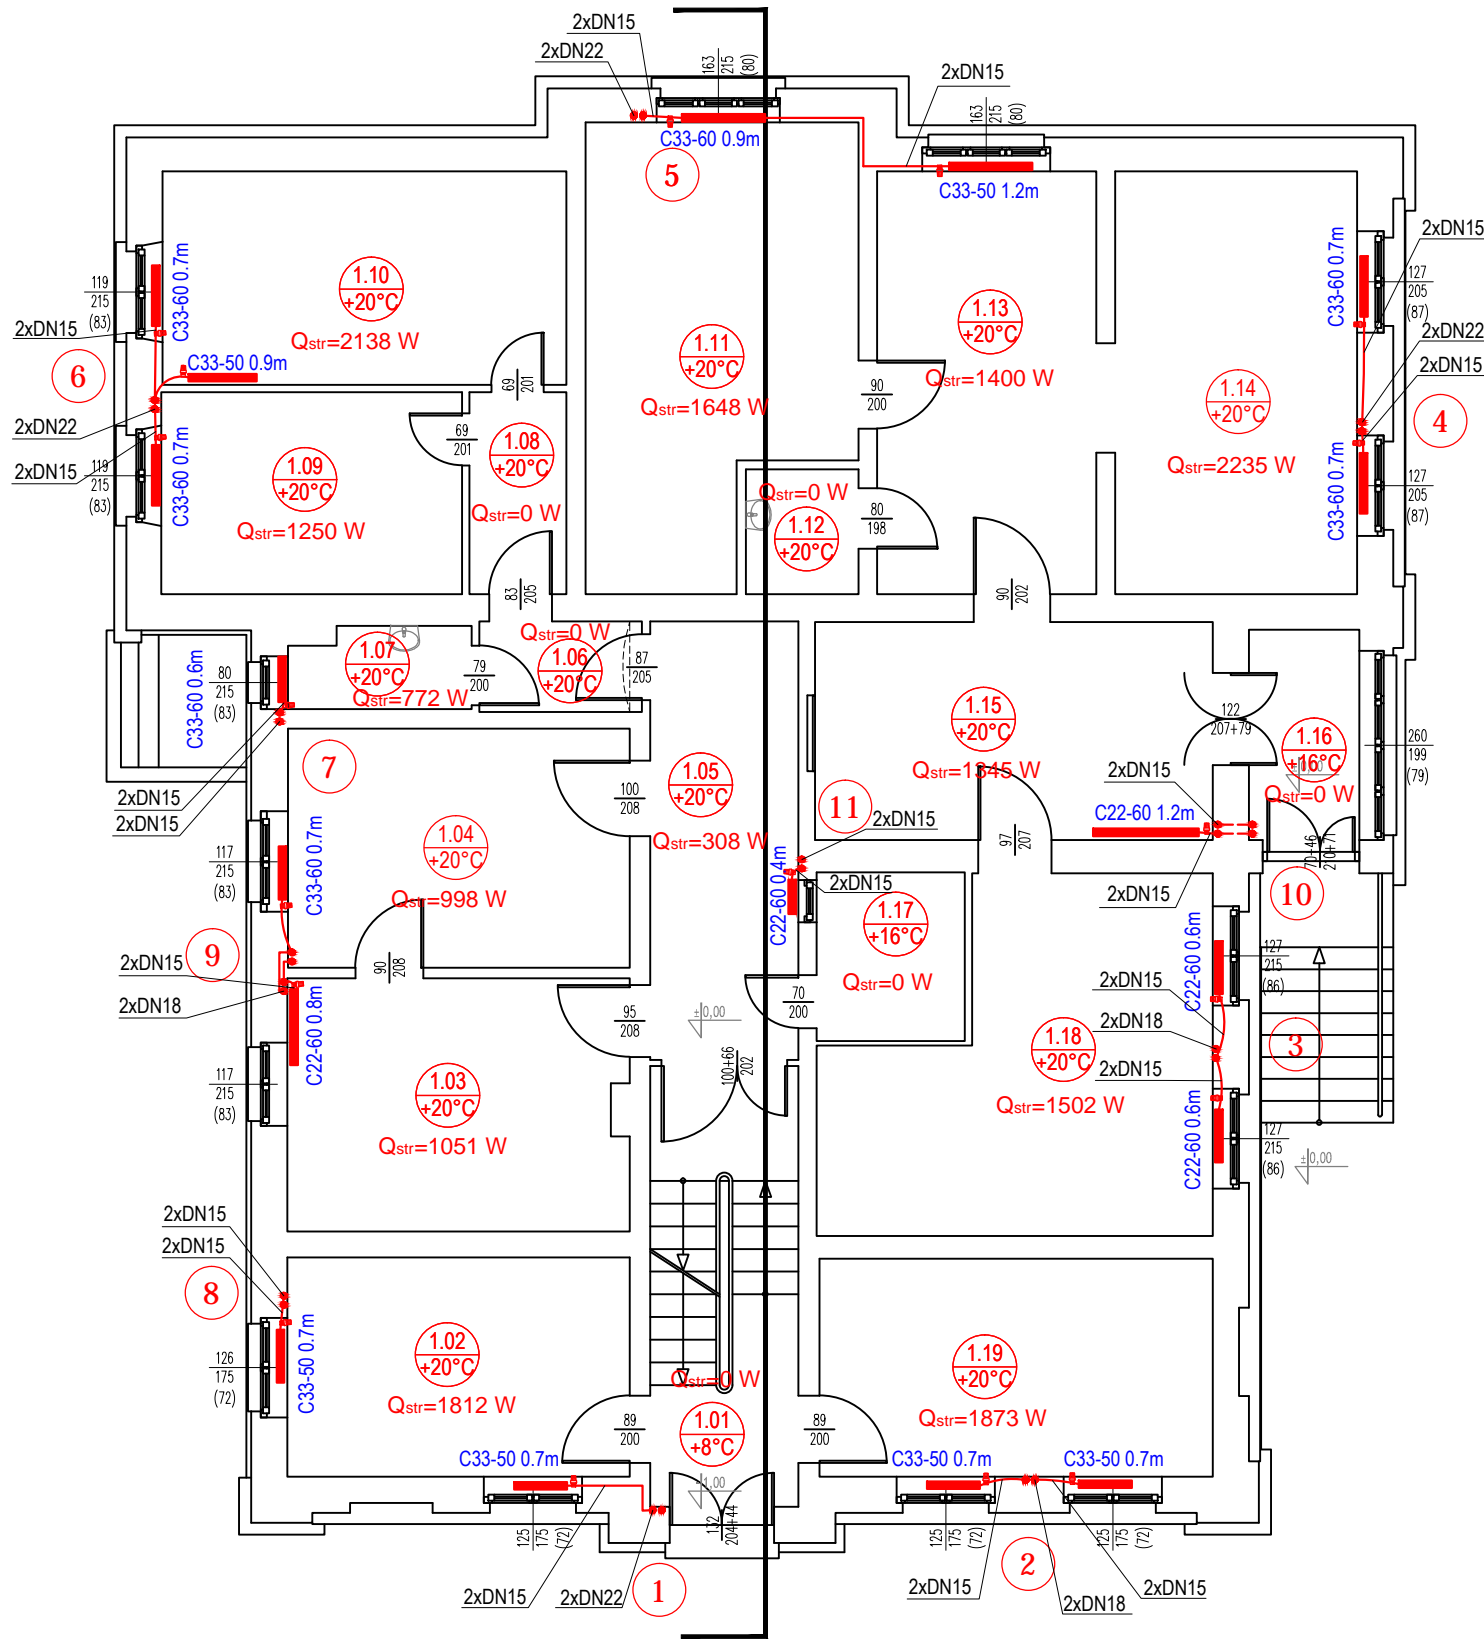 2xDN15
2xDN22
163
215
(80)
C33-60 0.9m
5
2xDN15
163
215
(80)
C33-50 1.2m
2xDN15
127
205
(87)
C33-60 0.7m
2xDN22
2xDN15
4
127
205
(87)
C33-60 0.7m
119
215
(83)
C33-60 0.7m
2xDN15
6
C33-50 0.9m
2xDN22
2xDN15
119
215
(83)
C33-60 0.7m
1.10
+20°C
Qstr=2138 W
1.11
+20°C
Qstr=1648 W
1.13
+20°C
Qstr=1400 W
1.14
+20°C
Qstr=2235 W
69
201
69
201
90
200
1.09
+20°C
Qstr=1250 W
1.08
+20°C
Qstr=0 W
Qstr=0 W
1.12
+20°C
80
198
83
205
90
202
1.07
+20°C
Qstr=772 W
79
200
Qstr=0 W
1.06
+20°C
87
205
80
215
(83)
C33-60 0.6m
7
2xDN15
2xDN15
1.15
+20°C
Qstr=1345 W
122
207+79
1.16
+16°C
±0,00
Qstr=0 W
260
199
(79)
1.05
+20°C
Qstr=308 W
100
208
11
2xDN15
2xDN15
C22-60 0.4m
2xDN15
C22-60 1.2m
2xDN15
97
207
70+46
210+71
10
1.04
+20°C
Qstr=998 W
117
215
(83)
C33-60 0.7m
9
2xDN15
2xDN18
90
208
C22-60 0.8m
95
208
1.17
+16°C
Qstr=0 W
70
200
±0,00
100+66
202
127
215
(86)
C22-60 0.6m
2xDN15
2xDN18
2xDN15
3
1.18
+20°C
Qstr=1502 W
127
215
(86)
C22-60 0.6m
±0,00
117
215
(83)
1.03
+20°C
Qstr=1051 W
2xDN15
2xDN15
8
126
175
(72)
C33-50 0.7m
1.02
+20°C
Qstr=1812 W
Qstr=0 W
1.01
+8°C
-1,00
89
200
89
200
1.19
+20°C
Qstr=1873 W
C33-50 0.7m
C33-50 0.7m
C33-50 0.7m
125
175
(72)
132
204+44
125
175
(72)
125
175
(72)
2xDN15
2xDN22
1
2
2xDN15
2xDN18
2xDN15